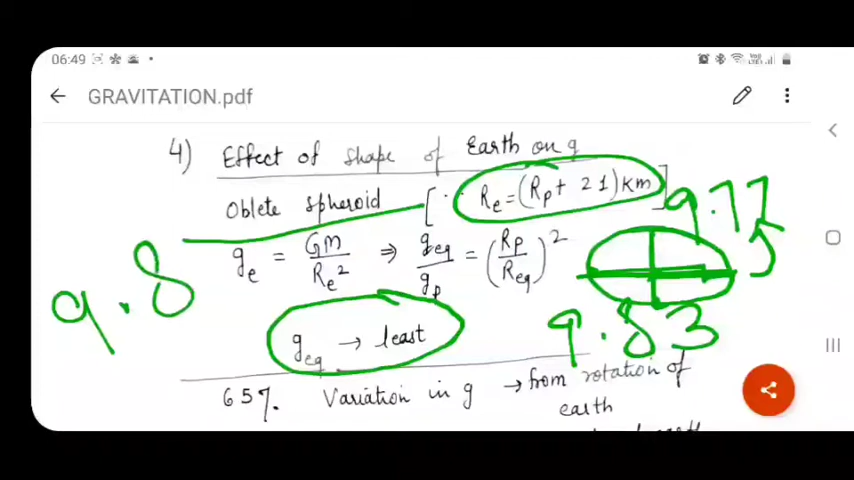 06:49
GRAVITATION.pdf
4) Effect of shape of Earth on g
Oblete spheroid [∵ Re = (Rp + 21) km]
ge = GM / Re² ⇒ geq / gp = (Rp / Req)²
9.8
9.77
9.83
geq → least
65%. Variation in g → from rotation of
earth